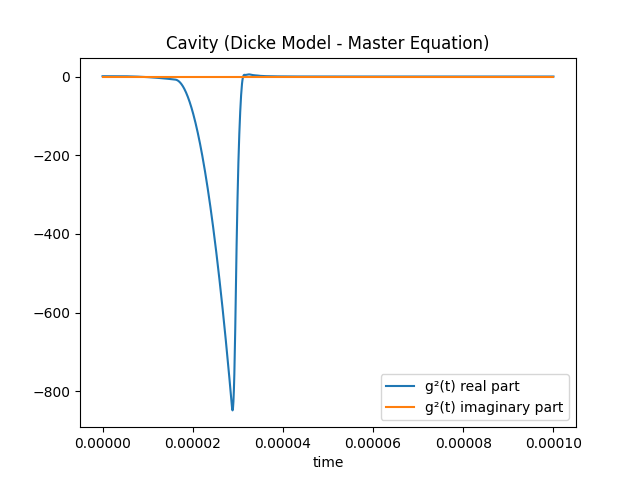 Cavity (Dicke Model - Master Equation)
0
−200
−400
−600
−800
g²(t) real part
g²(t) imaginary part
0.00000 0.00002 0.00004 0.00006 0.00008 0.00010
time